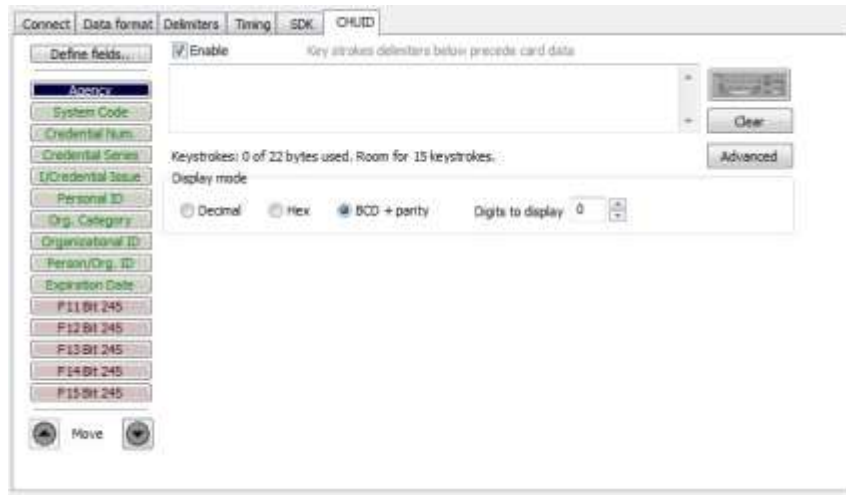 Connect Data format Delimiters Timing SDK CHUID
Define fields...
Enable
Key strokes delimiters below precede card data
Agency
System Code
Credential Num.
Credential Series
I/Credential Issue
Personal ID
Org. Category
Organizational ID
Person/Org. ID
Expiration Date
F11 Bit 245
F12 Bit 245
F13 Bit 245
F14 Bit 245
F15 Bit 245
Move
Clear
Keystrokes: 0 of 22 bytes used. Room for 15 keystrokes.
Advanced
Display mode
Decimal Hex BCD + parity Digits to display 0